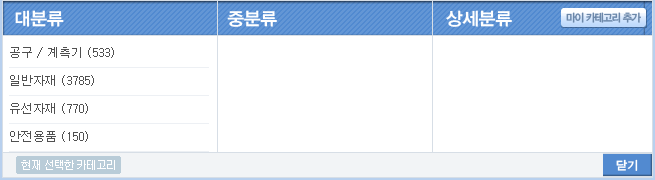 대분류 중분류 상세분류 마이 카테고리 추가
공구 / 계측기 (533)
일반자재 (3785)
유선자재 (770)
안전용품 (150)
현재 선택한 카테고리 닫기